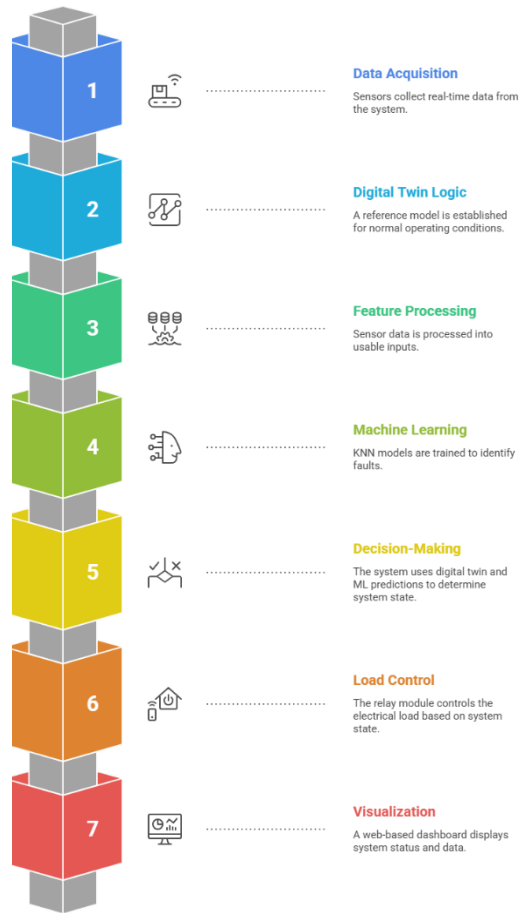 1
Data Acquisition
Sensors collect real-time data from
the system.
2
Digital Twin Logic
A reference model is established
for normal operating conditions.
3
Feature Processing
Sensor data is processed into
usable inputs.
4
Machine Learning
KNN models are trained to identify
faults.
5
Decision-Making
The system uses digital twin and
ML predictions to determine
system state.
6
Load Control
The relay module controls the
electrical load based on system
state.
7
Visualization
A web-based dashboard displays
system status and data.